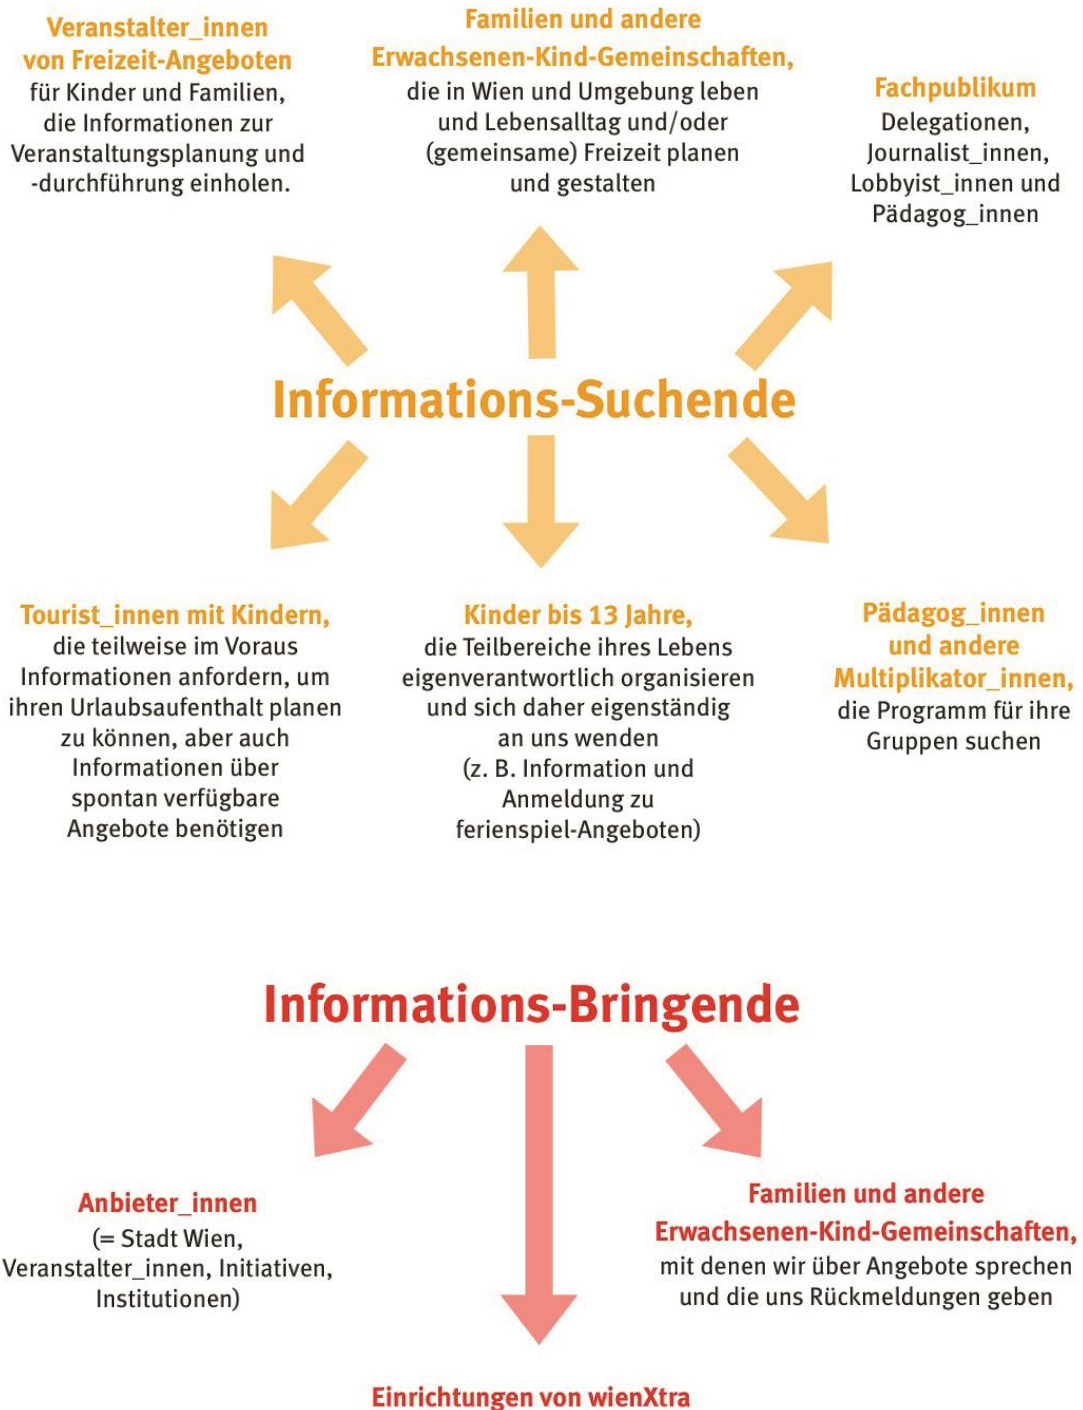 Veranstalter_innen
von Freizeit-Angeboten
für Kinder und Familien,
die Informationen zur
Veranstaltungsplanung und
-durchführung einholen.
Familien und andere
Erwachsenen-Kind-Gemeinschaften,
die in Wien und Umgebung leben
und Lebensalltag und/oder
(gemeinsame) Freizeit planen
und gestalten
Fachpublikum
Delegationen,
Journalist_innen,
Lobbyist_innen und
Pädagog_innen
Informations-Suchende
Tourist_innen mit Kindern,
die teilweise im Voraus
Informationen anfordern, um
ihren Urlaubsaufenthalt planen
zu können, aber auch
Informationen über
spontan verfügbare
Angebote benötigen
Kinder bis 13 Jahre,
die Teilbereiche ihres Lebens
eigenverantwortlich organisieren
und sich daher eigenständig
an uns wenden
(z. B. Information und
Anmeldung zu
ferienspiel-Angeboten)
Pädagog_innen
und andere
Multiplikator_innen,
die Programm für ihre
Gruppen suchen
Informations-Bringende
Anbieter_innen
(= Stadt Wien,
Veranstalter_innen, Initiativen,
Institutionen)
Familien und andere
Erwachsenen-Kind-Gemeinschaften,
mit denen wir über Angebote sprechen
und die uns Rückmeldungen geben
Einrichtungen von wienXtra